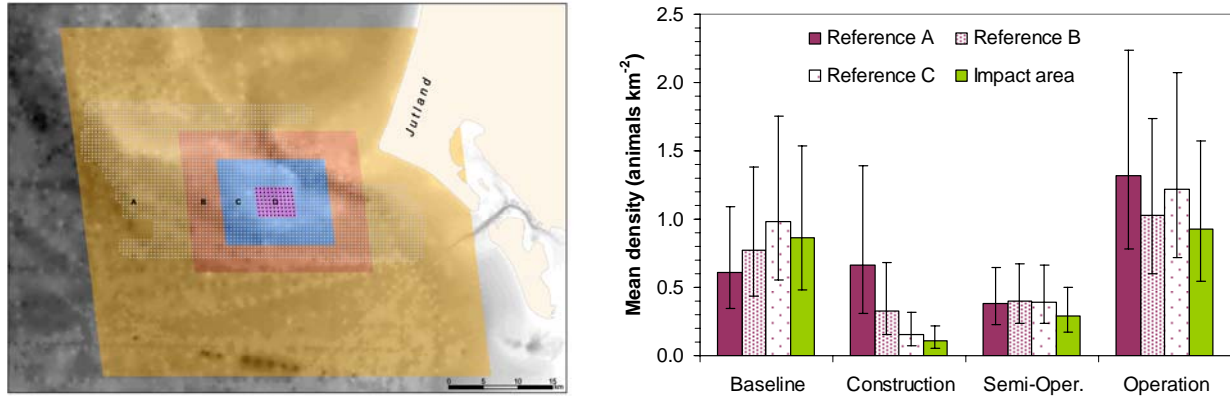 Jutland
A B C D
0 5 10 15
km
Mean density (animals km-2)
2.5
2.0
1.5
1.0
0.5
0.0
Reference A Reference B
Reference C Impact area
Baseline Construction Semi-Oper. Operation